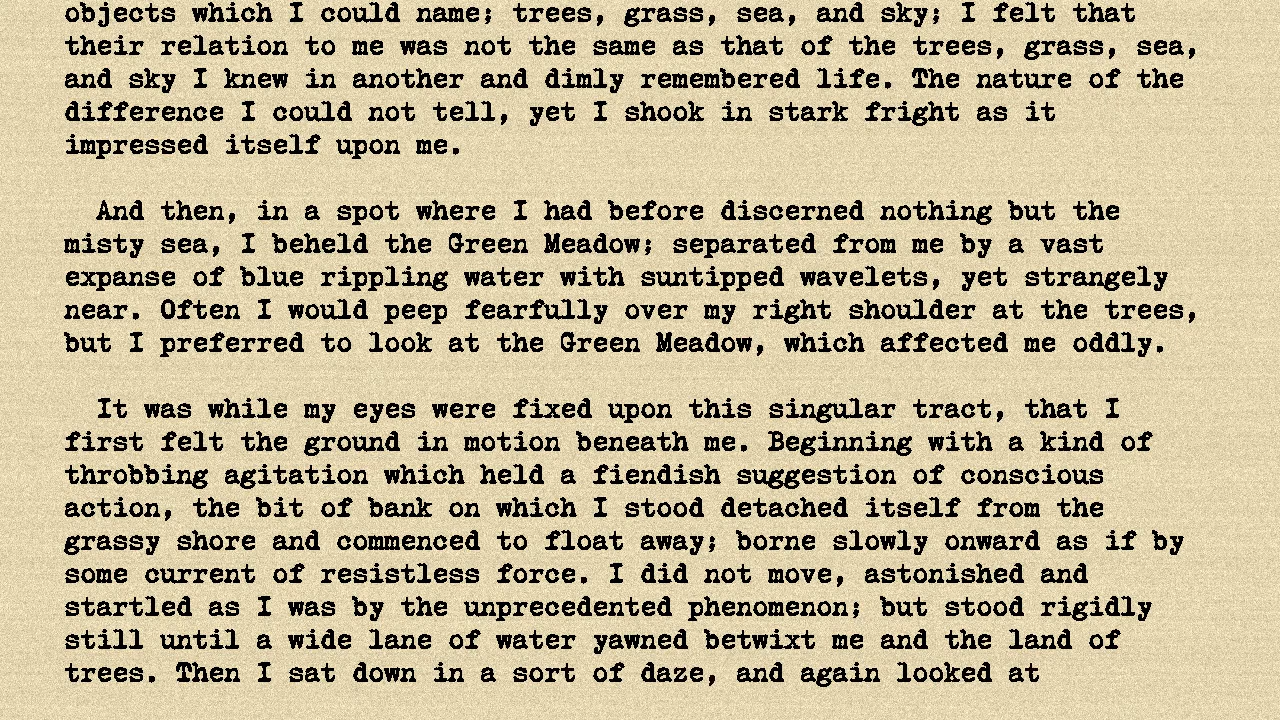 objects which I could name; trees, grass, sea, and sky; I felt that
their relation to me was not the same as that of the trees, grass, sea,
and sky I knew in another and dimly remembered life. The nature of the
difference I could not tell, yet I shook in stark fright as it
impressed itself upon me.
And then, in a spot where I had before discerned nothing but the
misty sea, I beheld the Green Meadow; separated from me by a vast
expanse of blue rippling water with suntipped wavelets, yet strangely
near. Often I would peep fearfully over my right shoulder at the trees,
but I preferred to look at the Green Meadow, which affected me oddly.
It was while my eyes were fixed upon this singular tract, that I
first felt the ground in motion beneath me. Beginning with a kind of
throbbing agitation which held a fiendish suggestion of conscious
action, the bit of bank on which I stood detached itself from the
grassy shore and commenced to float away; borne slowly onward as if by
some current of resistless force. I did not move, astonished and
startled as I was by the unprecedented phenomenon; but stood rigidly
still until a wide lane of water yawned betwixt me and the land of
trees. Then I sat down in a sort of daze, and again looked at